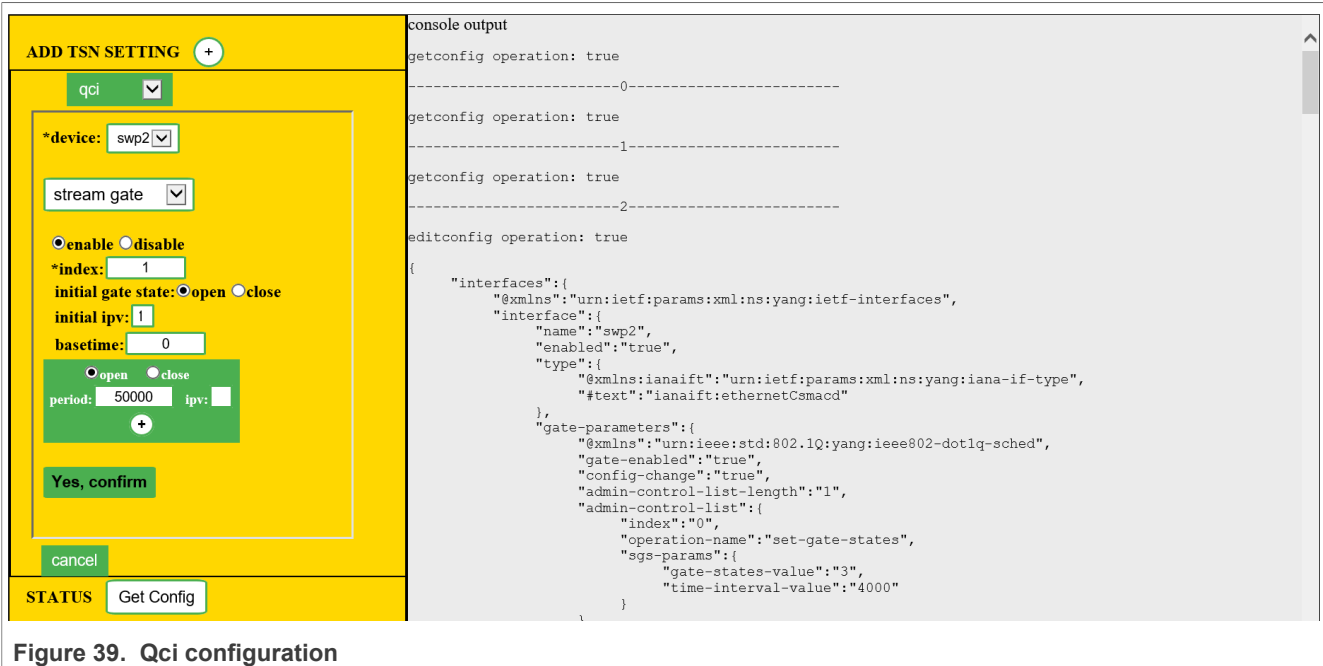 ADD TSN SETTING +
qci
*device: swp2
stream gate
enable disable
*index: 1
initial gate state: open close
initial ipv: 1
basetime: 0
open close
period: 50000 ipv:
+
Yes, confirm
cancel
STATUS Get Config
console output
getconfig operation: true
-------------------------0-------------------------
getconfig operation: true
-------------------------1-------------------------
getconfig operation: true
-------------------------2-------------------------
editconfig operation: true
{
"interfaces":{
"@xmlns":"urn:ietf:params:xml:ns:yang:ietf-interfaces",
"interface":{
"name":"swp2",
"enabled":"true",
"type":{
"@xmlns:ianaift":"urn:ietf:params:xml:ns:yang:iana-if-type",
"#text":"ianaift:ethernetCsmacd"
},
"gate-parameters":{
"@xmlns":"urn:ieee:std:802.1Q:yang:ieee802-dot1q-sched",
"gate-enabled":"true",
"config-change":"true",
"admin-control-list-length":"1",
"admin-control-list":{
"index":"0",
"operation-name":"set-gate-states",
"sgs-params":{
"gate-states-value":"3",
"time-interval-value":"4000"
}
}
Figure 39. Qci configuration